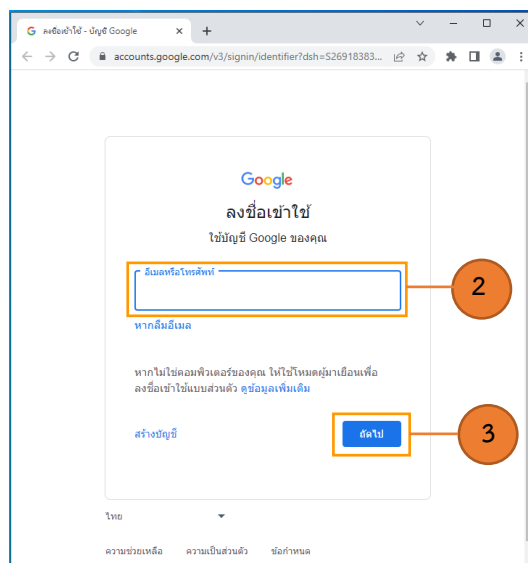 ลงชื่อเข้าใช้ - บัญชี Google
accounts.google.com/v3/signin/identifier?dsh=S26918383...
Google
ลงชื่อเข้าใช้
ใช้บัญชี Google ของคุณ
อีเมลหรือโทรศัพท์
2
หากลืมอีเมล
หากไม่ใช่คอมพิวเตอร์ของคุณ ให้ใช้โหมดผู้มาเยือนเพื่อ
ลงชื่อเข้าใช้แบบส่วนตัว ดูข้อมูลเพิ่มเติม
สร้างบัญชี
ถัดไป
3
ไทย
ความช่วยเหลือ ความเป็นส่วนตัว ข้อกำหนด